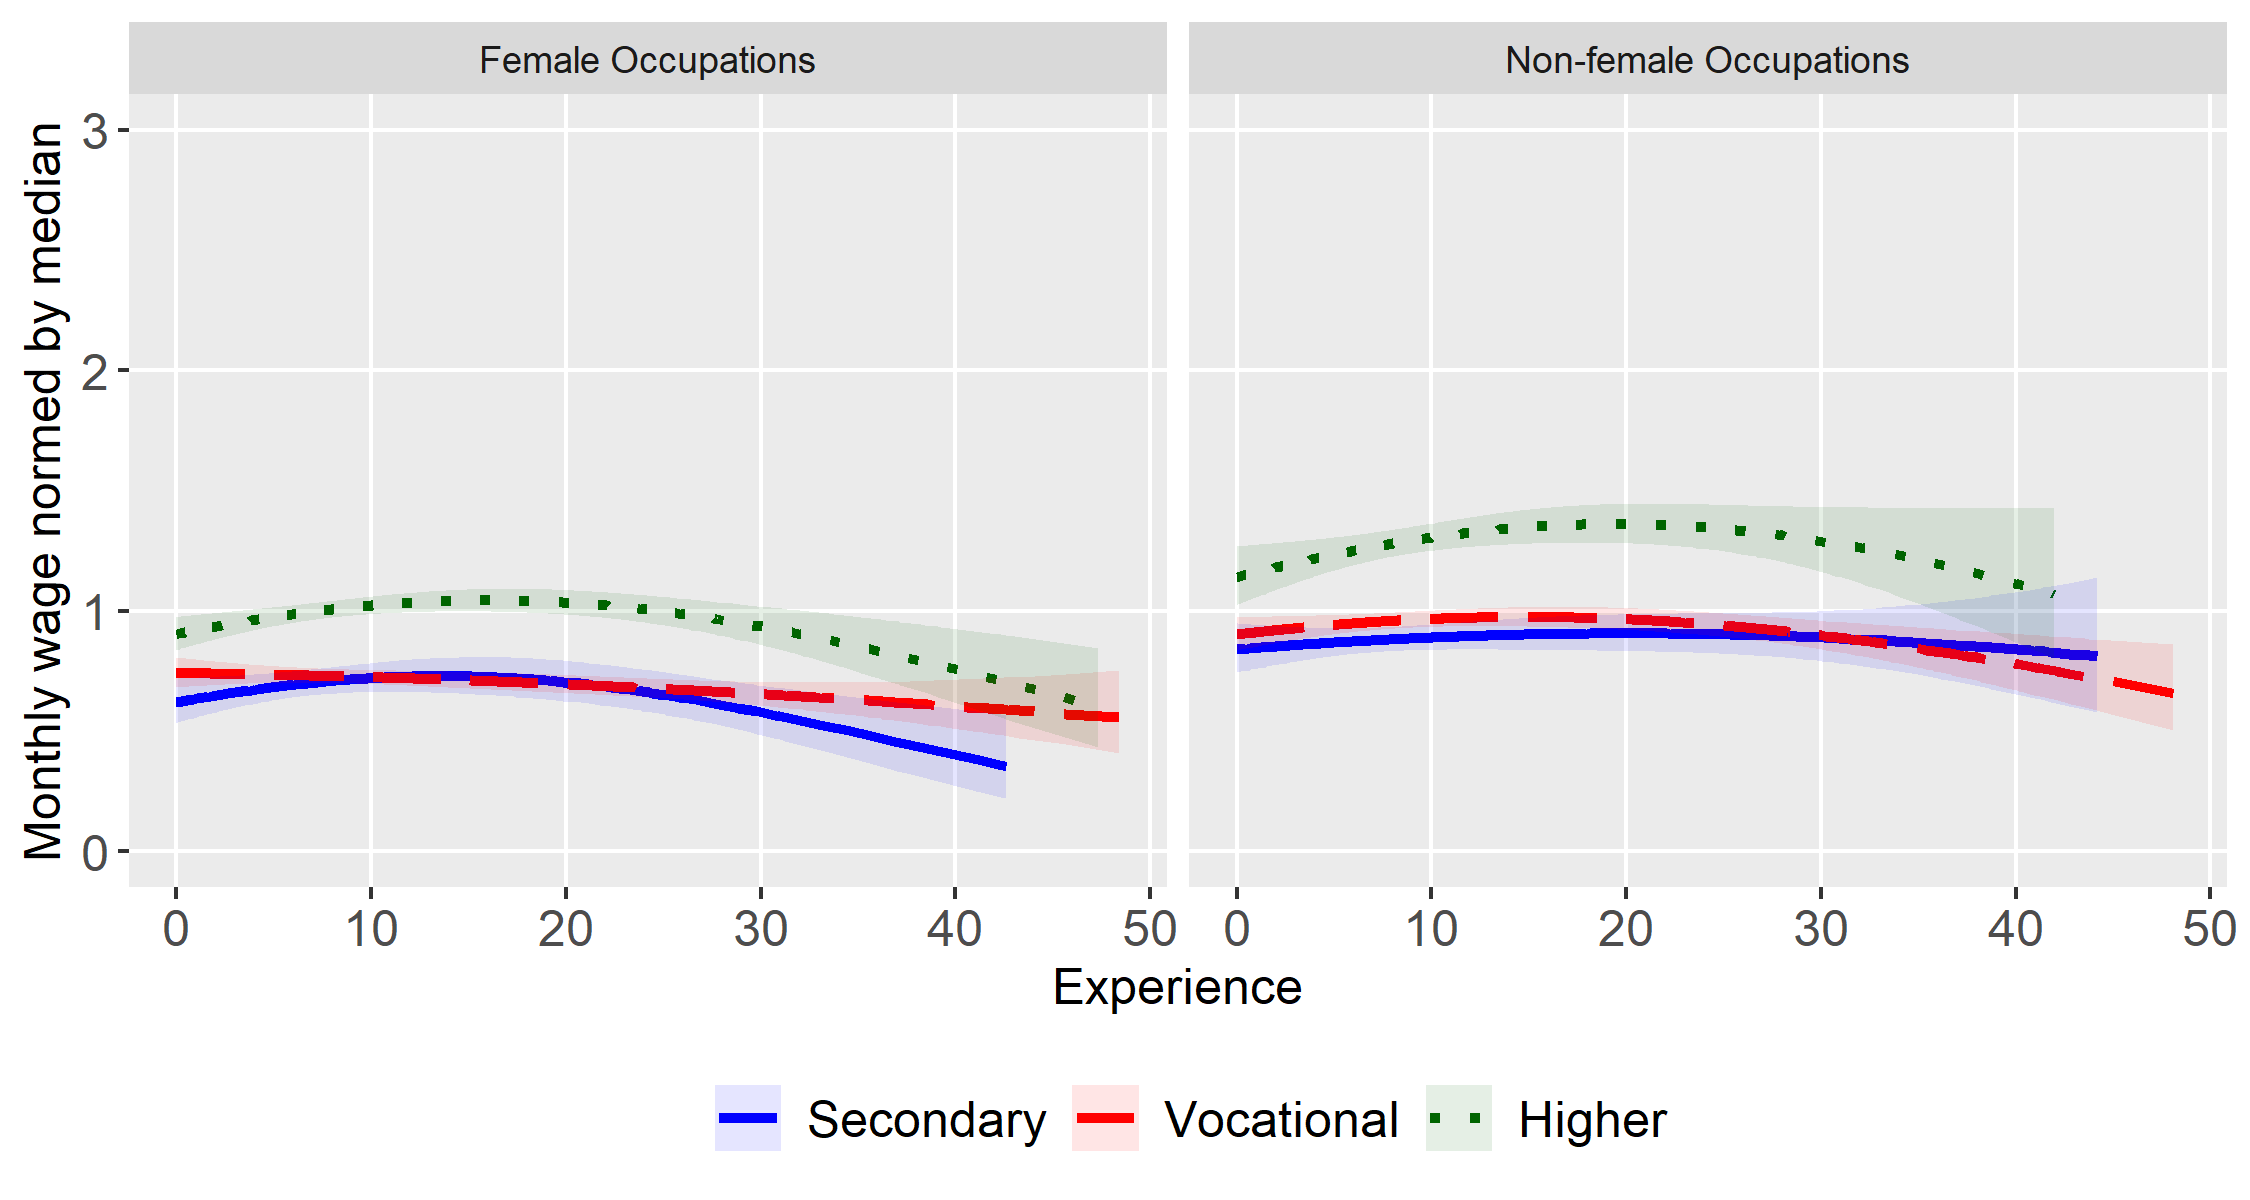 Female Occupations
Non-female Occupations
Monthly wage normed by median
3
2
1
0
0 10 20 30 40 50
0 10 20 30 40 50
Experience
Secondary Vocational Higher